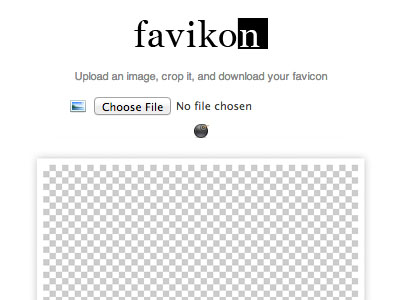 favikon
Upload an image, crop it, and download your favicon
Choose File No file chosen